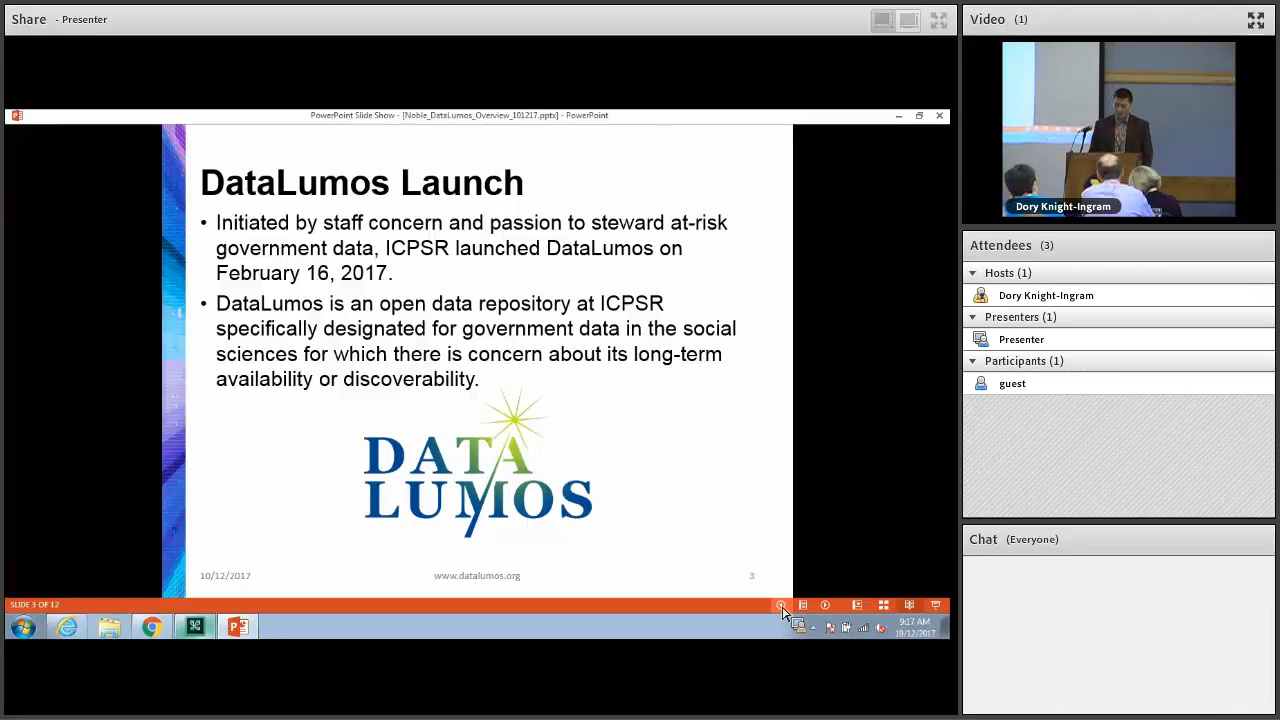 Share - Presenter
PowerPoint Slide Show - [Noble_DataLumos_Overview_101217.pptx] - PowerPoint
DataLumos Launch
• Initiated by staff concern and passion to steward at-risk
government data, ICPSR launched DataLumos on
February 16, 2017.
• DataLumos is an open data repository at ICPSR
specifically designated for government data in the social
sciences for which there is concern about its long-term
availability or discoverability.
DATA
LUMOS
10/12/2017 www.datalumos.org 3
SLIDE 3 OF 12
9:17 AM
10/12/2017
Video (1)
Dory Knight-Ingram
Attendees (3)
Hosts (1)
Dory Knight-Ingram
Presenters (1)
Presenter
Participants (1)
guest
Chat (Everyone)